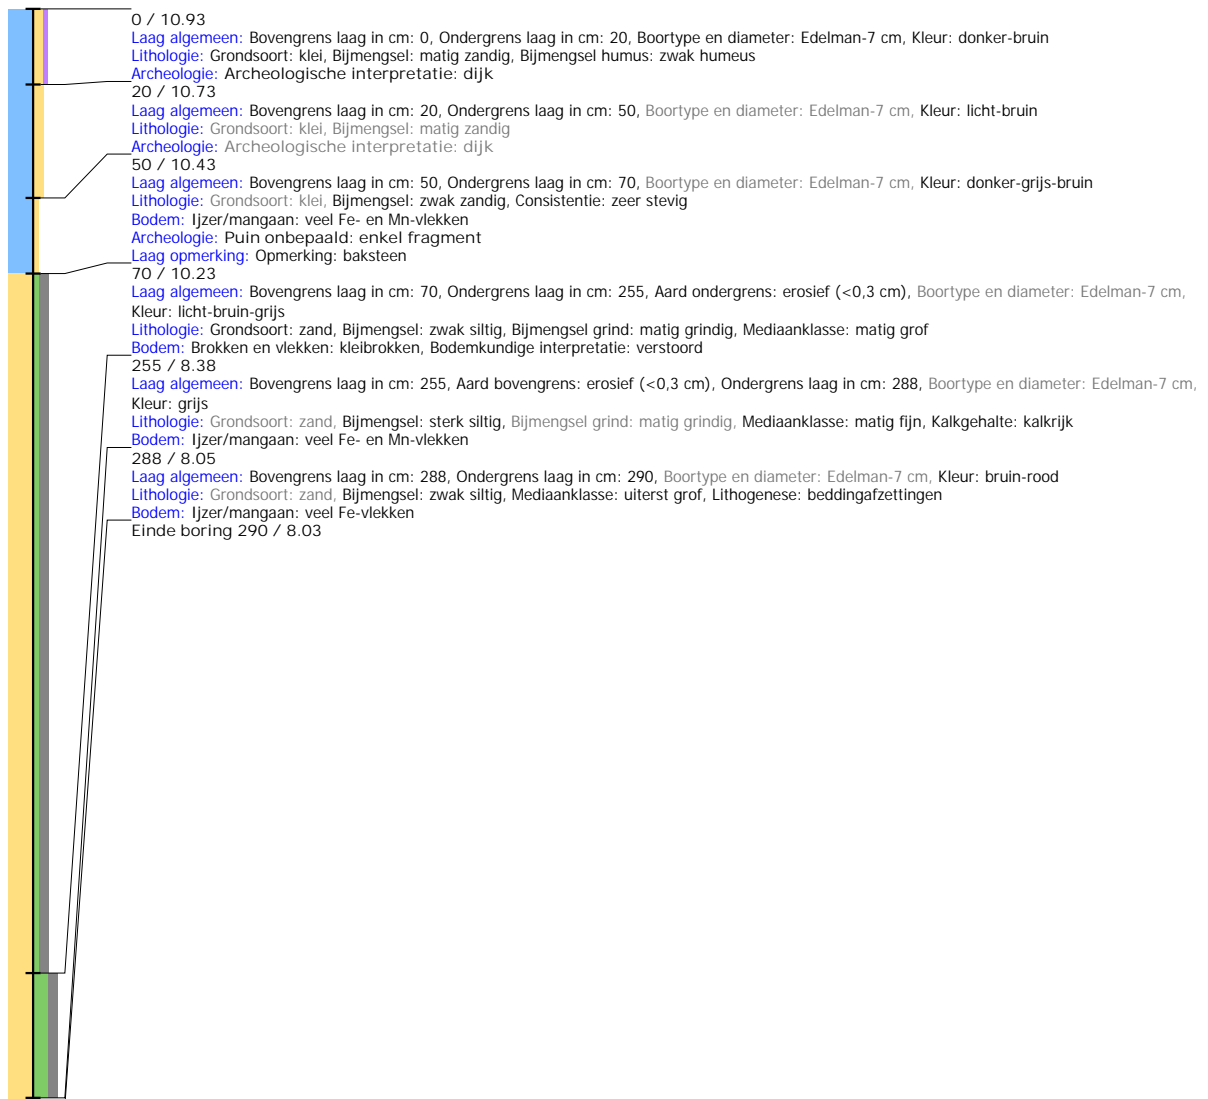 0 / 10.93
Laag algemeen: Bovengrens laag in cm: 0, Ondergrens laag in cm: 20, Boortype en diameter: Edelman-7 cm, Kleur: donker-bruin
Lithologie: Grondsoort: klei, Bijmengsel: matig zandig, Bijmengsel humus: zwak humeus
Archeologie: Archeologische interpretatie: dijk
20 / 10.73
Laag algemeen: Bovengrens laag in cm: 20, Ondergrens laag in cm: 50, Boortype en diameter: Edelman-7 cm, Kleur: licht-bruin
Lithologie: Grondsoort: klei, Bijmengsel: matig zandig
Archeologie: Archeologische interpretatie: dijk
50 / 10.43
Laag algemeen: Bovengrens laag in cm: 50, Ondergrens laag in cm: 70, Boortype en diameter: Edelman-7 cm, Kleur: donker-grijs-bruin
Lithologie: Grondsoort: klei, Bijmengsel: zwak zandig, Consistentie: zeer stevig
Bodem: Ijzer/mangaan: veel Fe- en Mn-vlekken
Archeologie: Puin onbepaald: enkel fragment
Laag opmerking: Opmerking: baksteen
70 / 10.23
Laag algemeen: Bovengrens laag in cm: 70, Ondergrens laag in cm: 255, Aard ondergrens: erosief (<0,3 cm), Boortype en diameter: Edelman-7 cm,
Kleur: licht-bruin-grijs
Lithologie: Grondsoort: zand, Bijmengsel: zwak siltig, Bijmengsel grind: matig grindig, Mediaanklasse: matig grof
Bodem: Brokken en vlekken: kleibrokken, Bodemkundige interpretatie: verstoord
255 / 8.38
Laag algemeen: Bovengrens laag in cm: 255, Aard bovengrens: erosief (<0,3 cm), Ondergrens laag in cm: 288, Boortype en diameter: Edelman-7 cm,
Kleur: grijs
Lithologie: Grondsoort: zand, Bijmengsel: sterk siltig, Bijmengsel grind: matig grindig, Mediaanklasse: matig fijn, Kalkgehalte: kalkrijk
Bodem: Ijzer/mangaan: veel Fe- en Mn-vlekken
288 / 8.05
Laag algemeen: Bovengrens laag in cm: 288, Ondergrens laag in cm: 290, Boortype en diameter: Edelman-7 cm, Kleur: bruin-rood
Lithologie: Grondsoort: zand, Bijmengsel: zwak siltig, Mediaanklasse: uiterst grof, Lithogenese: beddingafzettingen
Bodem: Ijzer/mangaan: veel Fe-vlekken
Einde boring 290 / 8.03